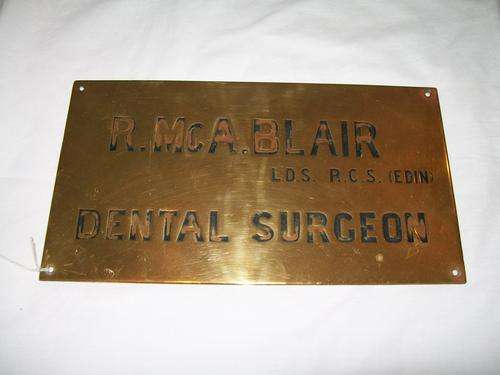 R.McA.BLAIR
L.D.S. R.C.S. (EDIN)
DENTAL SURGEON